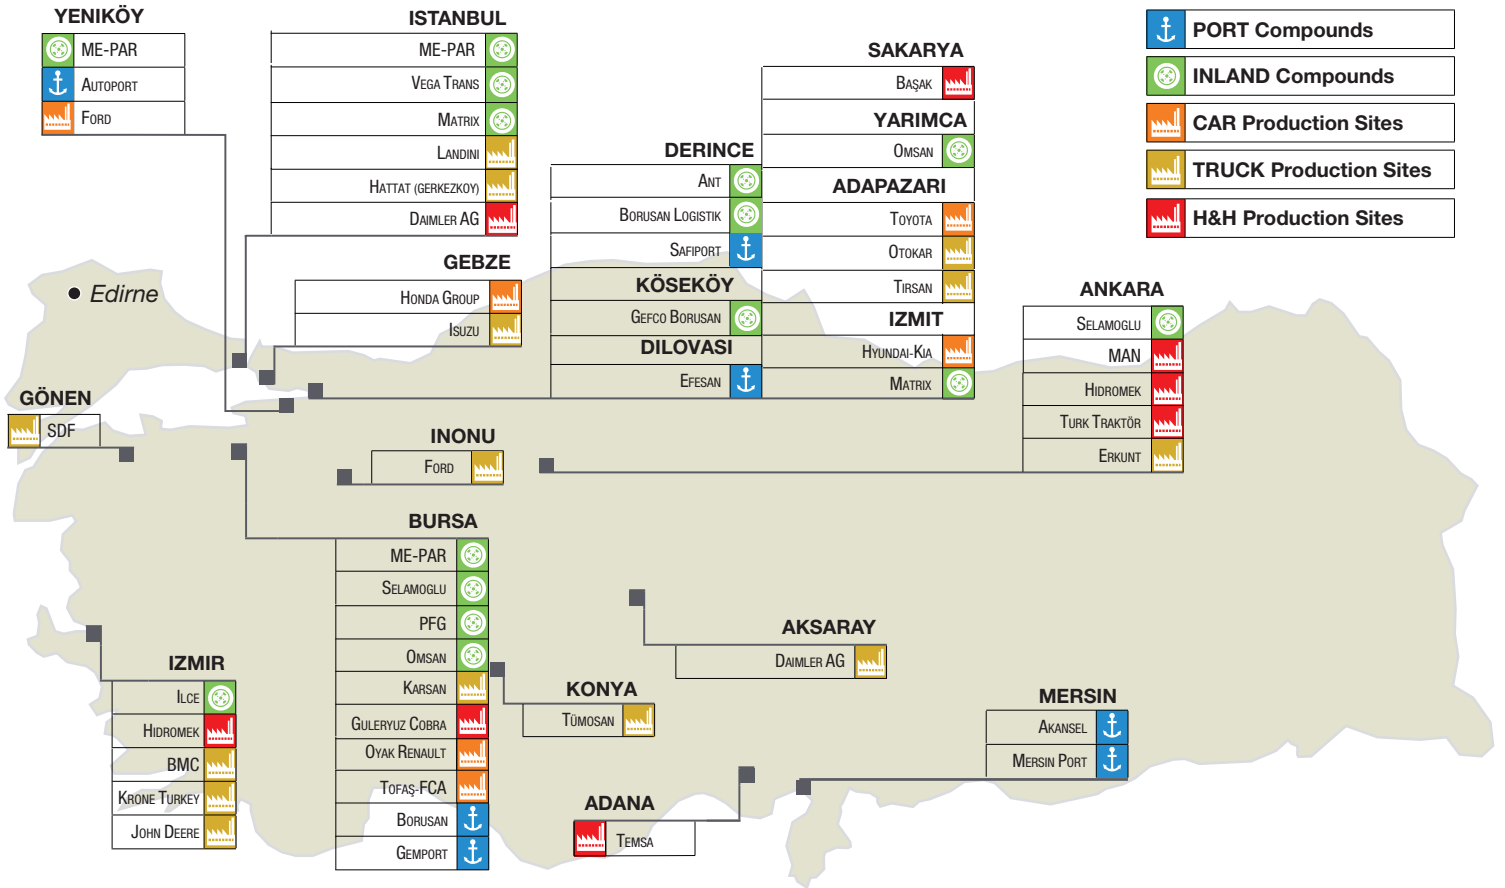 YENIKÖY
ME-PAR
AUTOPORT
FORD
ISTANBUL
ME-PAR
VEGA TRANS
MATRIX
LANDINI
HATTAT (GERKEZKOY)
DAIMLER AG
GEBZE
HONDA GROUP
ISUZU
DERINCE
ANT
BORUSAN LOGISTIK
SAFIPORT
KÖSEKÖY
GEFCO BORUSAN
DILOVASI
EFESAN
SAKARYA
BAŞAK
YARIMCA
OMSAN
ADAPAZARI
TOYOTA
OTOKAR
TIRSAN
IZMIT
HYUNDAI-KIA
MATRIX
PORT Compounds
INLAND Compounds
CAR Production Sites
TRUCK Production Sites
H&H Production Sites
ANKARA
SELAMOGLU
MAN
HIDROMEK
TURK TRAKTÖR
ERKUNT
Edirne
GÖNEN
SDF
INONU
FORD
BURSA
ME-PAR
SELAMOGLU
PFG
OMSAN
KARSAN
GULERYUZ COBRA
OYAK RENAULT
TOFAŞ-FCA
BORUSAN
GEMPORT
IZMIR
ILCE
HIDROMEK
BMC
KRONE TURKEY
JOHN DEERE
KONYA
TÜMOSAN
AKSARAY
DAIMLER AG
ADANA
TEMSA
MERSIN
AKANSEL
MERSIN PORT